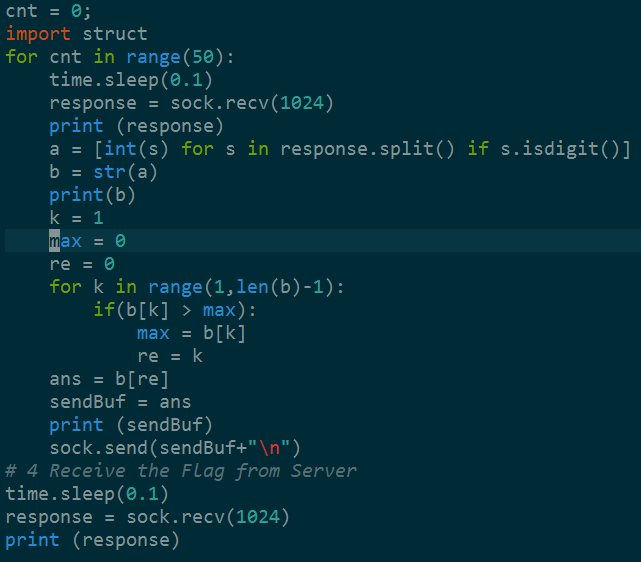 cnt = 0;
import struct
for cnt in range(50):
    time.sleep(0.1)
    response = sock.recv(1024)
    print (response)
    a = [int(s) for s in response.split() if s.isdigit()]
    b = str(a)
    print(b)
    k = 1
    max = 0
    re = 0
    for k in range(1,len(b)-1):
        if(b[k] > max):
            max = b[k]
            re = k
    ans = b[re]
    sendBuf = ans
    print (sendBuf)
    sock.send(sendBuf+"\n")
# 4 Receive the Flag from Server
time.sleep(0.1)
response = sock.recv(1024)
print (response)